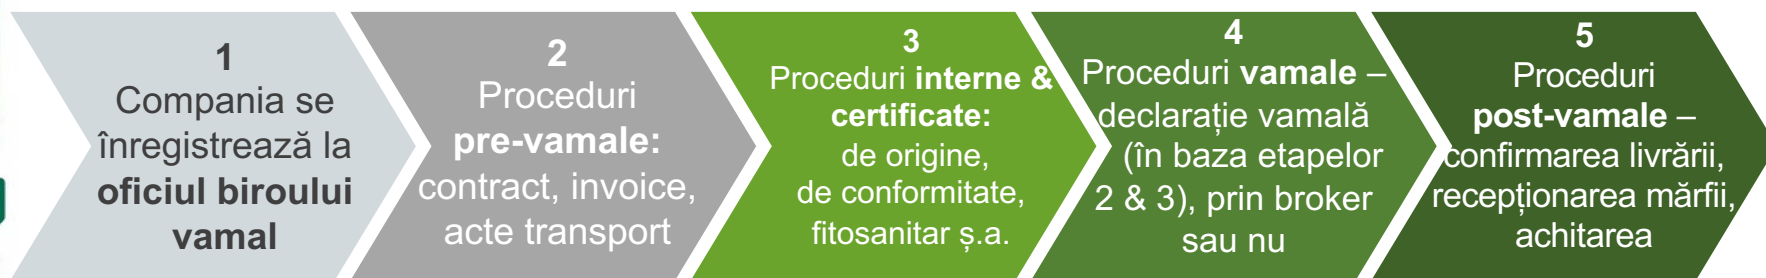 1
Compania se
înregistrează la
oficiul biroului
vamal
2
Proceduri
pre-vamale:
contract, invoice,
acte transport
3
Proceduri interne &
certificate:
de origine,
de conformitate,
fitosanitar ș.a.
4
Proceduri vamale –
declarație vamală
(în baza etapelor
2 & 3), prin broker
sau nu
5
Proceduri
post-vamale –
confirmarea livrării,
recepționarea mărfii,
achitarea